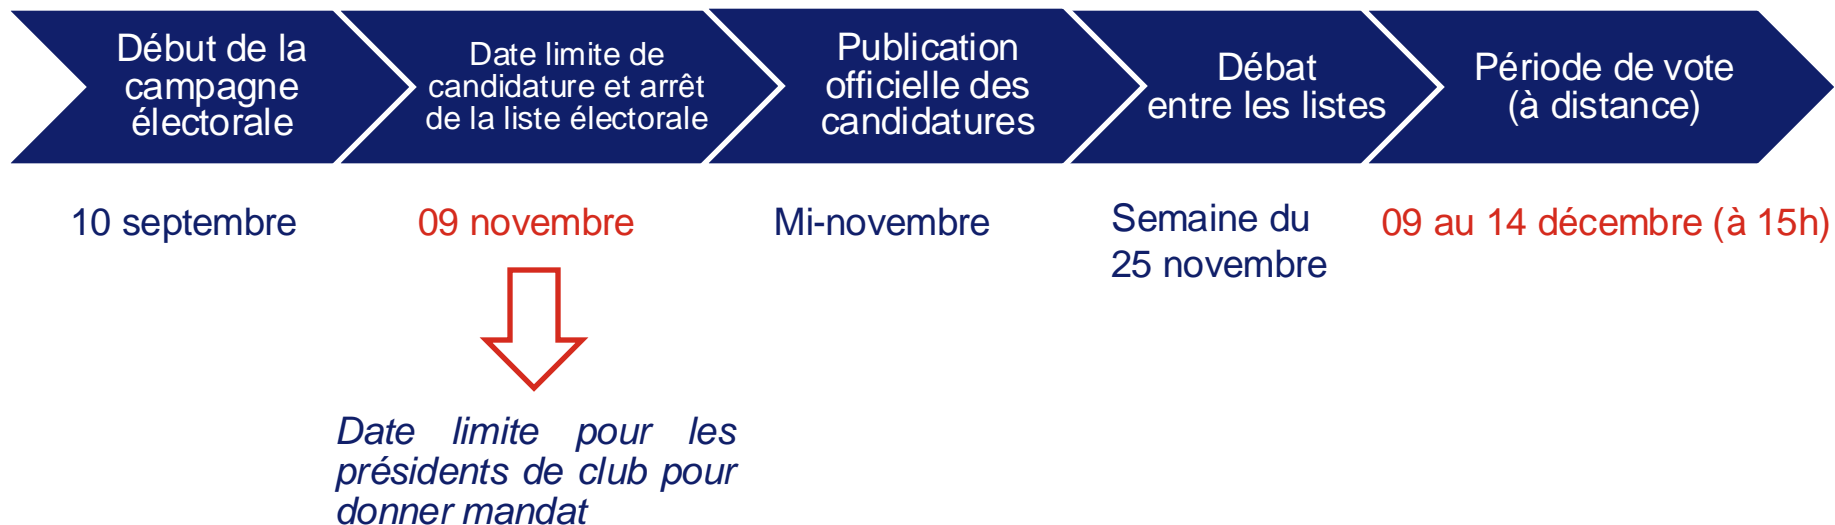 Début de la
campagne
électorale
Date limite de
candidature et arrêt
de la liste électorale
Publication
officielle des
candidatures
Débat
entre les listes
Période de vote
(à distance)
10 septembre
09 novembre
Mi-novembre
Semaine du
25 novembre
09 au 14 décembre (à 15h)
Date limite pour les
présidents de club pour
donner mandat